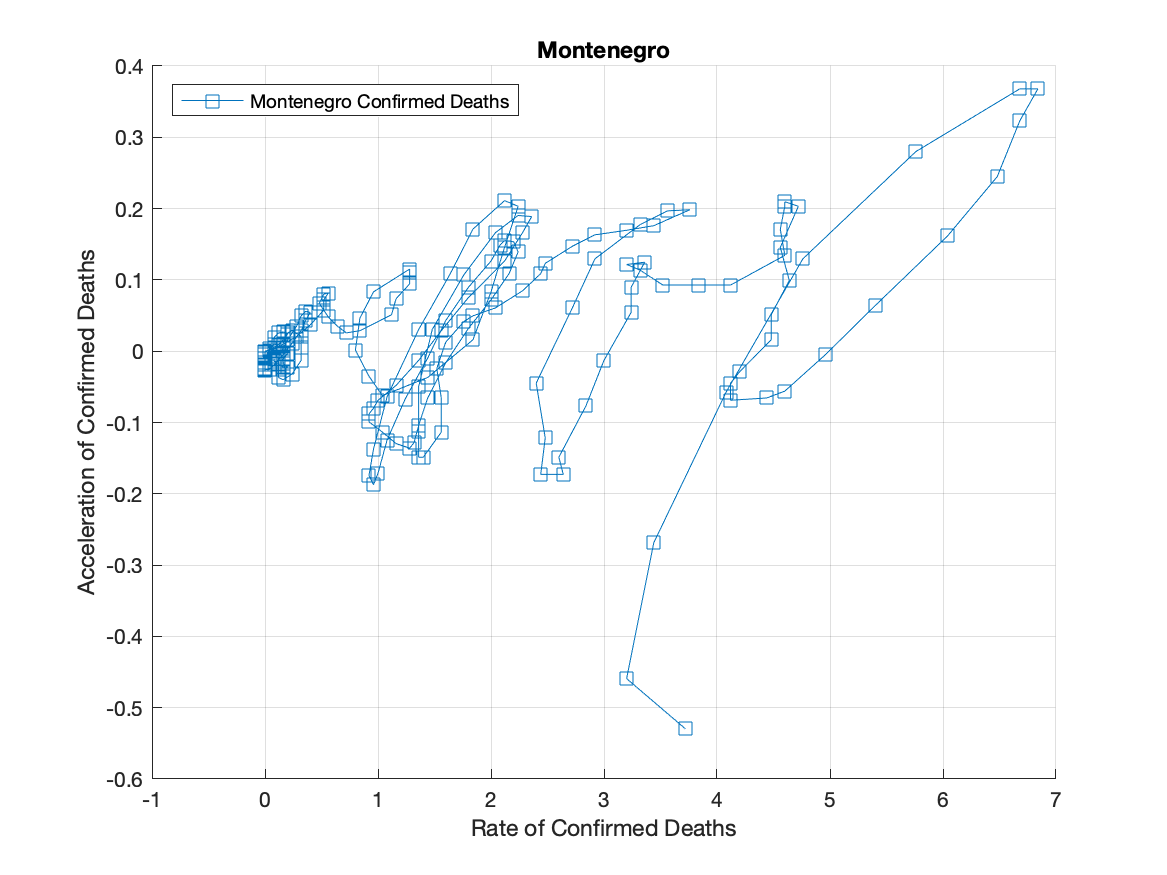 Montenegro
Montenegro Confirmed Deaths
0.4
0.3
0.2
0.1
0
-0.1
-0.2
-0.3
-0.4
-0.5
-0.6
Acceleration of Confirmed Deaths
-1 0 1 2 3 4 5 6 7
Rate of Confirmed Deaths